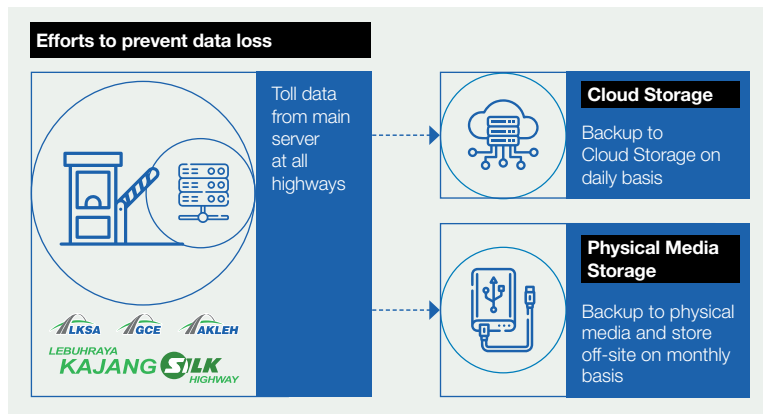 Efforts to prevent data loss
Toll data
from main
server
at all
highways
LKSA
GCE
AKLEH
LEBUHRAYA
KAJANG SILK
HIGHWAY
Cloud Storage
Backup to
Cloud Storage on
daily basis
Physical Media
Storage
Backup to physical
media and store
off-site on monthly
basis